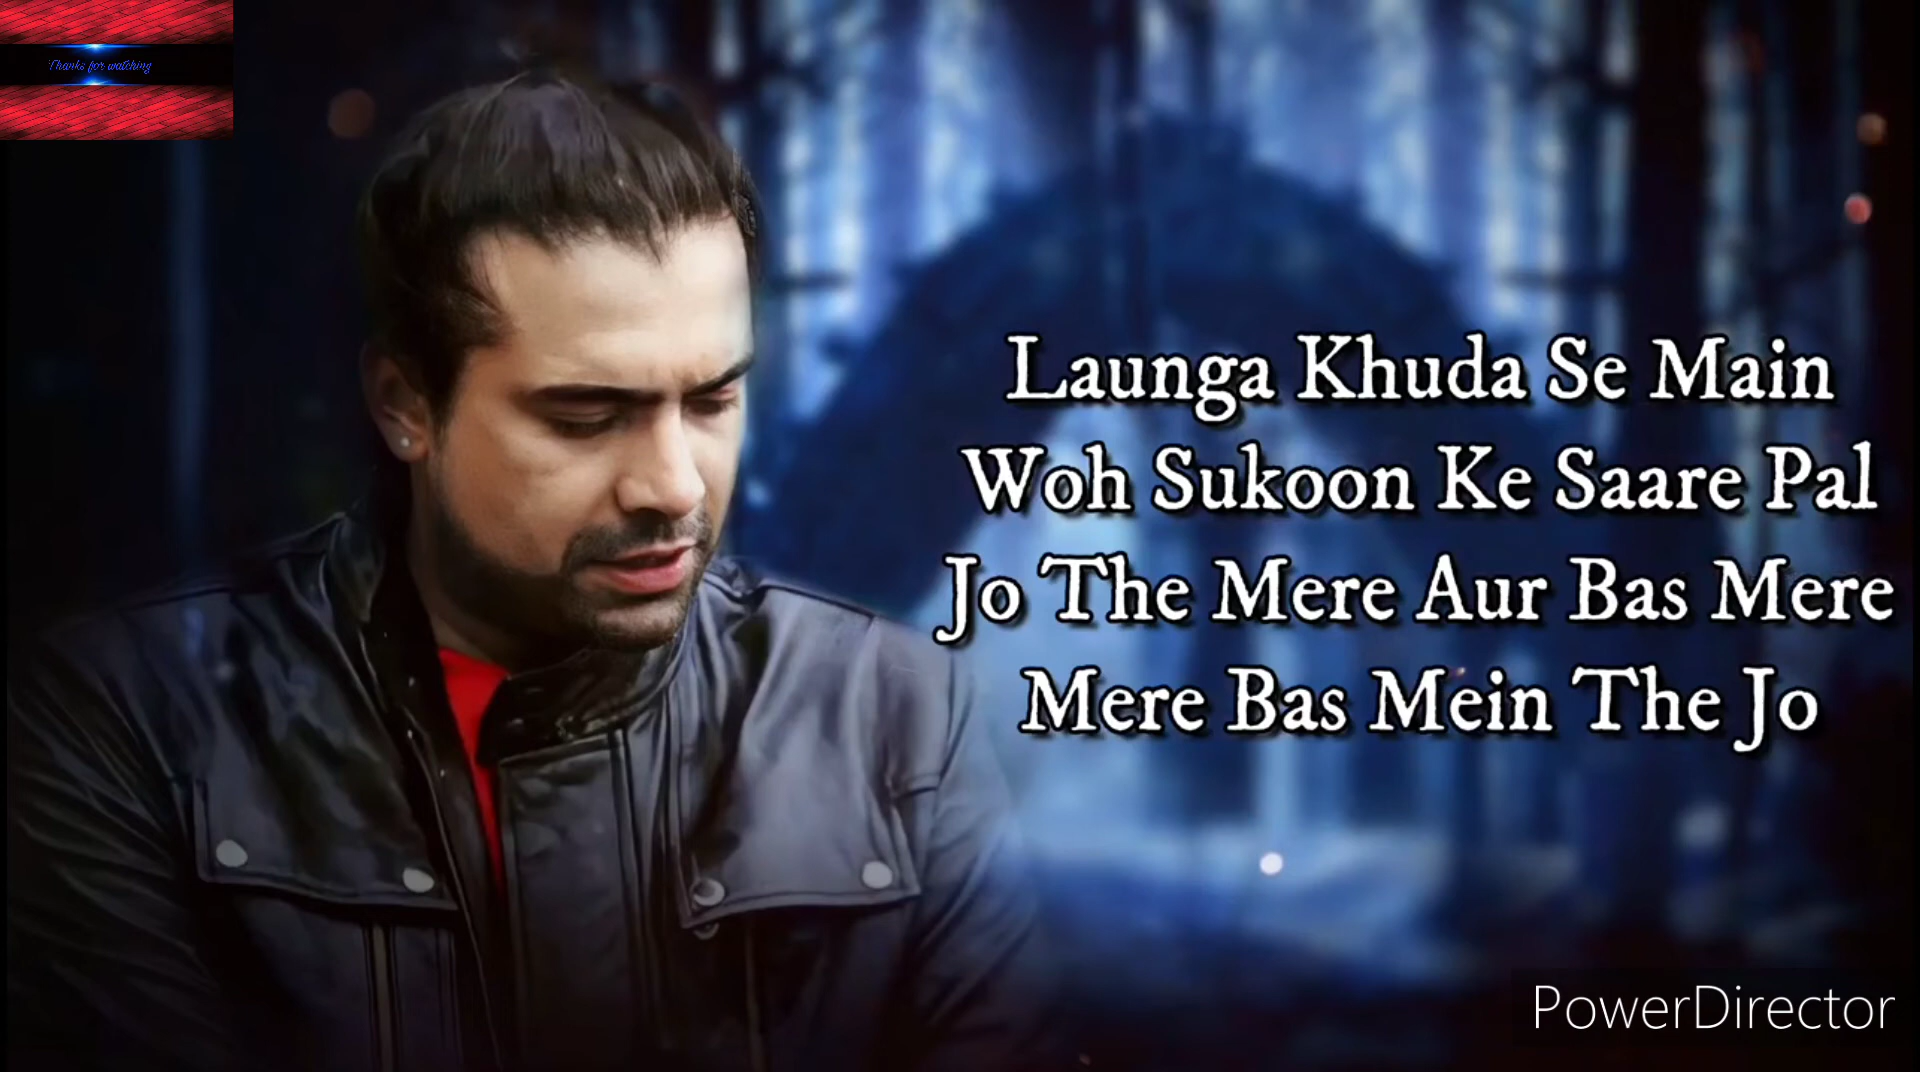 Thanks for watching
Launga Khuda Se Main
Woh Sukoon Ke Saare Pal
Jo The Mere Aur Bas Mere
Mere Bas Mein The Jo
PowerDirector